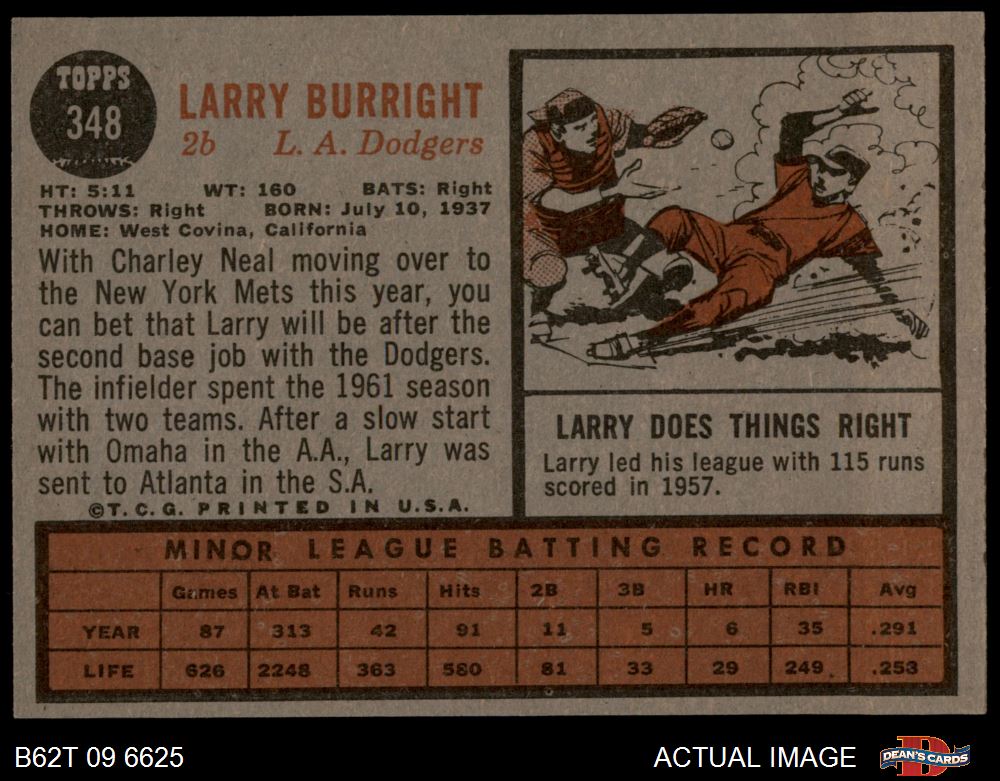 TOPPS
348
LARRY BURRIGHT
2b L. A. Dodgers
HT: 5:11 WT: 160 BATS: Right
THROWS: Right BORN: July 10, 1937
HOME: West Covina, California
With Charley Neal moving over to
the New York Mets this year, you
can bet that Larry will be after the
second base job with the Dodgers.
The infielder spent the 1961 season
with two teams. After a slow start
with Omaha in the A.A., Larry was
sent to Atlanta in the S.A.
©T.C.G. PRINTED IN U.S.A.
LARRY DOES THINGS RIGHT
Larry led his league with 115 runs
scored in 1957.
MINOR LEAGUE BATTING RECORD
Games At Bat Runs Hits 2B 3B HR RBI Avg
YEAR 87 313 42 91 11 5 6 35 .291
LIFE 626 2248 363 580 81 33 29 249 .253
B62T 09 6625
ACTUAL IMAGE
DEAN'S CARDS